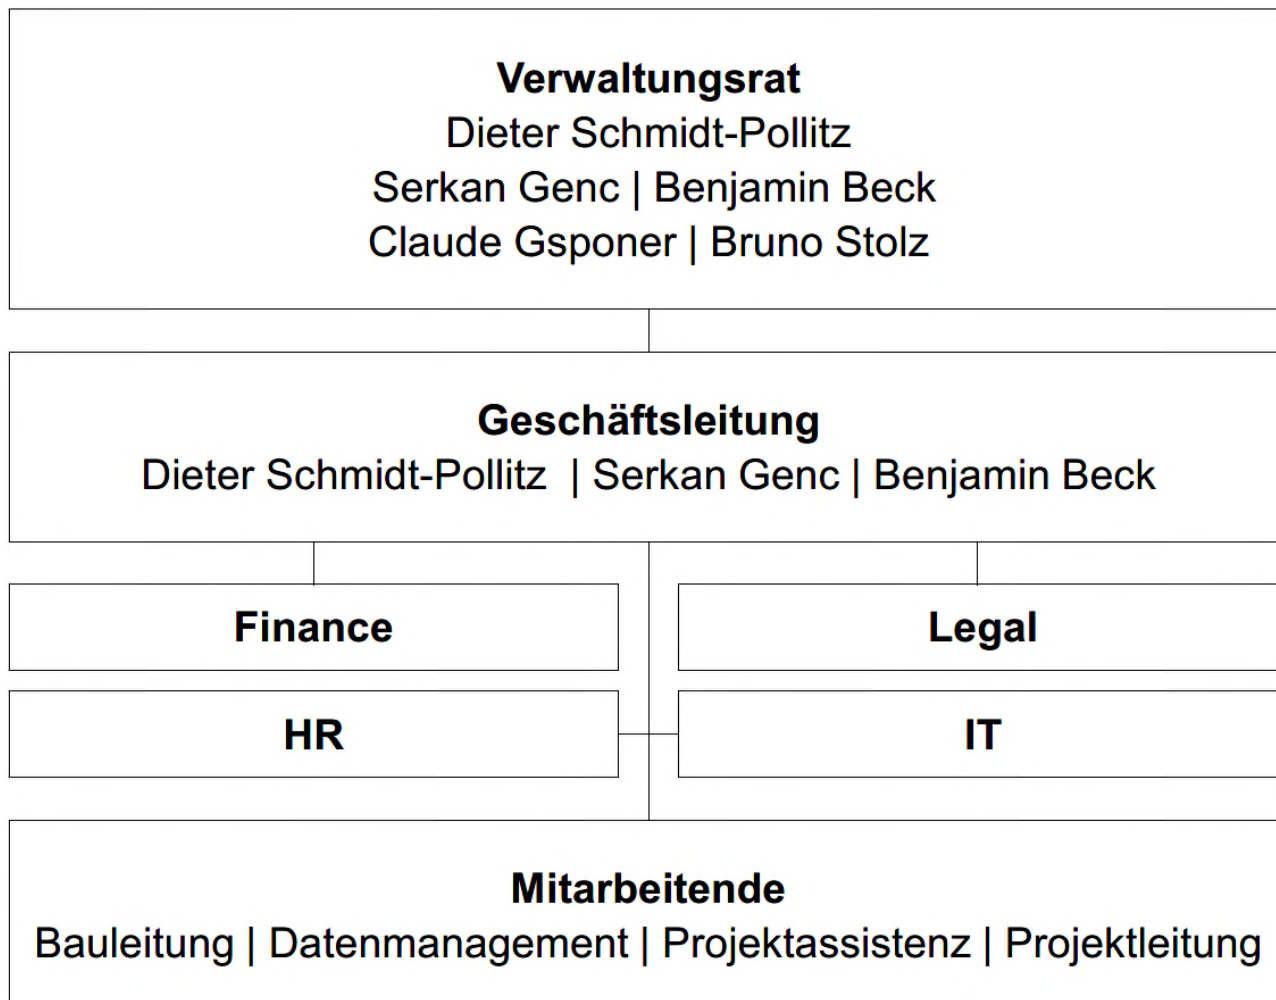 Verwaltungsrat
Dieter Schmidt-Pollitz
Serkan Genc | Benjamin Beck
Claude Gsponer | Bruno Stolz
Geschäftsleitung
Dieter Schmidt-Pollitz | Serkan Genc | Benjamin Beck
Finance
Legal
HR
IT
Mitarbeitende
Bauleitung | Datenmanagement | Projektassistenz | Projektleitung